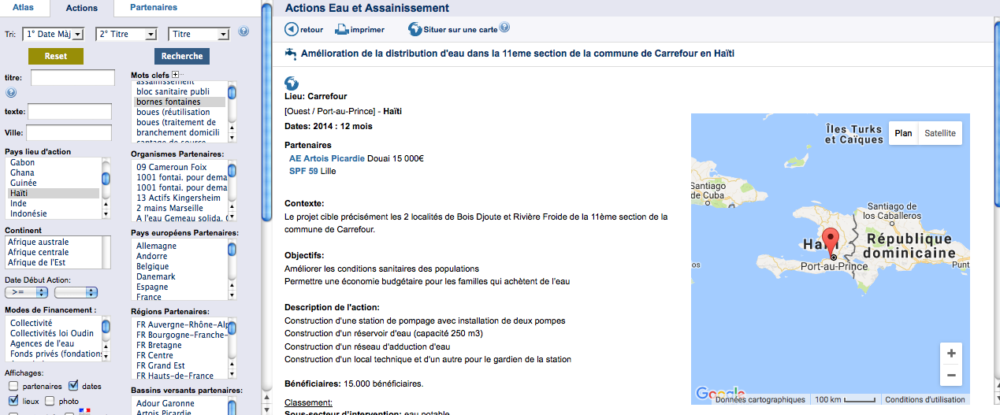 Atlas
Actions
Partenaires
Tri: 1° Date Màj 2° Titre Titre
Reset
Recherche
titre:
texte:
Ville:
Pays lieu d'action
Gabon
Ghana
Guinée
Haïti
Inde
Indonésie
Continent
Afrique australe
Afrique centrale
Afrique de l'Est
Date Début Action:
>=
Modes de Financement :
Collectivité
Collectivités loi Oudin
Agences de l'eau
Fonds privés (fondations
Affichages:
partenaires dates
lieux photo
Mots clefs
assainissement
bloc sanitaire publi
bornes fontaines
boues (réutilisation
boues (traitement de
branchement domicili
captage de source
Organismes Partenaires:
09 Cameroun Foix
1001 fontai. pour dema
1001 fontai. pour dema
13 Actifs Kingersheim
2 mains Marseille
A l'eau Gemeau solida. C
Pays européens Partenaires:
Allemagne
Andorre
Belgique
Danemark
Espagne
France
Régions Partenaires:
FR Auvergne-Rhône-Alp
FR Bourgogne-Franche-
FR Bretagne
FR Centre
FR Grand Est
FR Hauts-de-France
Bassins versants partenaires:
Adour Garonne
Artois Picardie
Actions Eau et Assainissement
retour imprimer Situer sur une carte
Amélioration de la distribution d'eau dans la 11eme section de la commune de Carrefour en Haïti
Lieu: Carrefour
[Ouest / Port-au-Prince] - Haïti
Dates: 2014 : 12 mois
Partenaires
AE Artois Picardie Douai 15 000€
SPF 59 Lille
Contexte:
Le projet cible précisément les 2 localités de Bois Djoute et Rivière Froide de la 11ème section de la
commune de Carrefour.
Objectifs:
Améliorer les conditions sanitaires des populations
Permettre une économie budgétaire pour les familles qui achètent de l'eau
Description de l'action:
Construction d'une station de pompage avec installation de deux pompes
Construction d'un réservoir d'eau (capacité 250 m3)
Construction d'un réseau d'adduction d'eau
Construction d'un local technique et d'un autre pour le gardien de la station
Bénéficiaires: 15.000 bénéficiaires.
Classement:
Sous-secteur d'intervention: eau potable
Îles Turks
et Caïques
Plan Satellite
Santiago
de Cuba
Santiago de
los Caballeros
Haïti
République
dominicaine
Port-au-Prince
os
Punt
Google
Données cartographiques 100 km Conditions d'utilisation